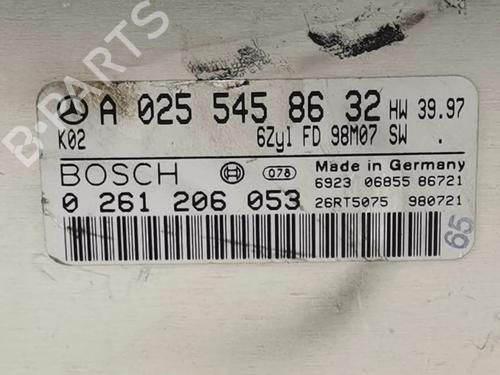 B-PARTS
A 025 545 86 32 HW 39.97
K02 6Zyl FD 98M07 SW .
BOSCH 078 Made in Germany
6923 06855 86721
0 261 206 053 26RT5075 980721
65